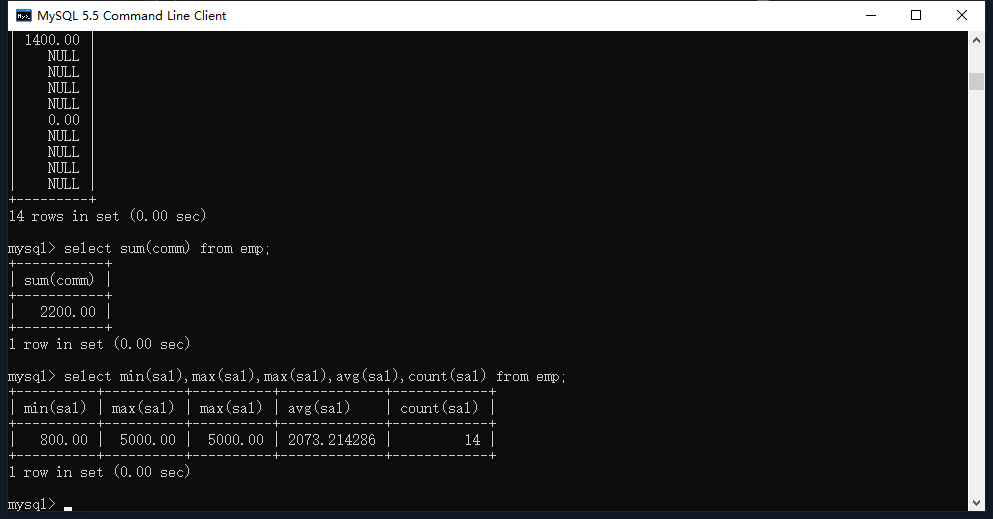 MySQL 5.5 Command Line Client
| 1400.00 |
|    NULL |
|    NULL |
|    NULL |
|    NULL |
|    0.00 |
|    NULL |
|    NULL |
|    NULL |
|    NULL |
+---------+
14 rows in set (0.00 sec)
mysql> select sum(comm) from emp;
+-----------+
| sum(comm) |
+-----------+
|   2200.00 |
+-----------+
1 row in set (0.00 sec)
mysql> select min(sal),max(sal),max(sal),avg(sal),count(sal) from emp;
+----------+----------+----------+-------------+------------+
| min(sal) | max(sal) | max(sal) | avg(sal)    | count(sal) |
+----------+----------+----------+-------------+------------+
|   800.00 |  5000.00 |  5000.00 | 2073.214286 |         14 |
+----------+----------+----------+-------------+------------+
1 row in set (0.00 sec)
mysql>